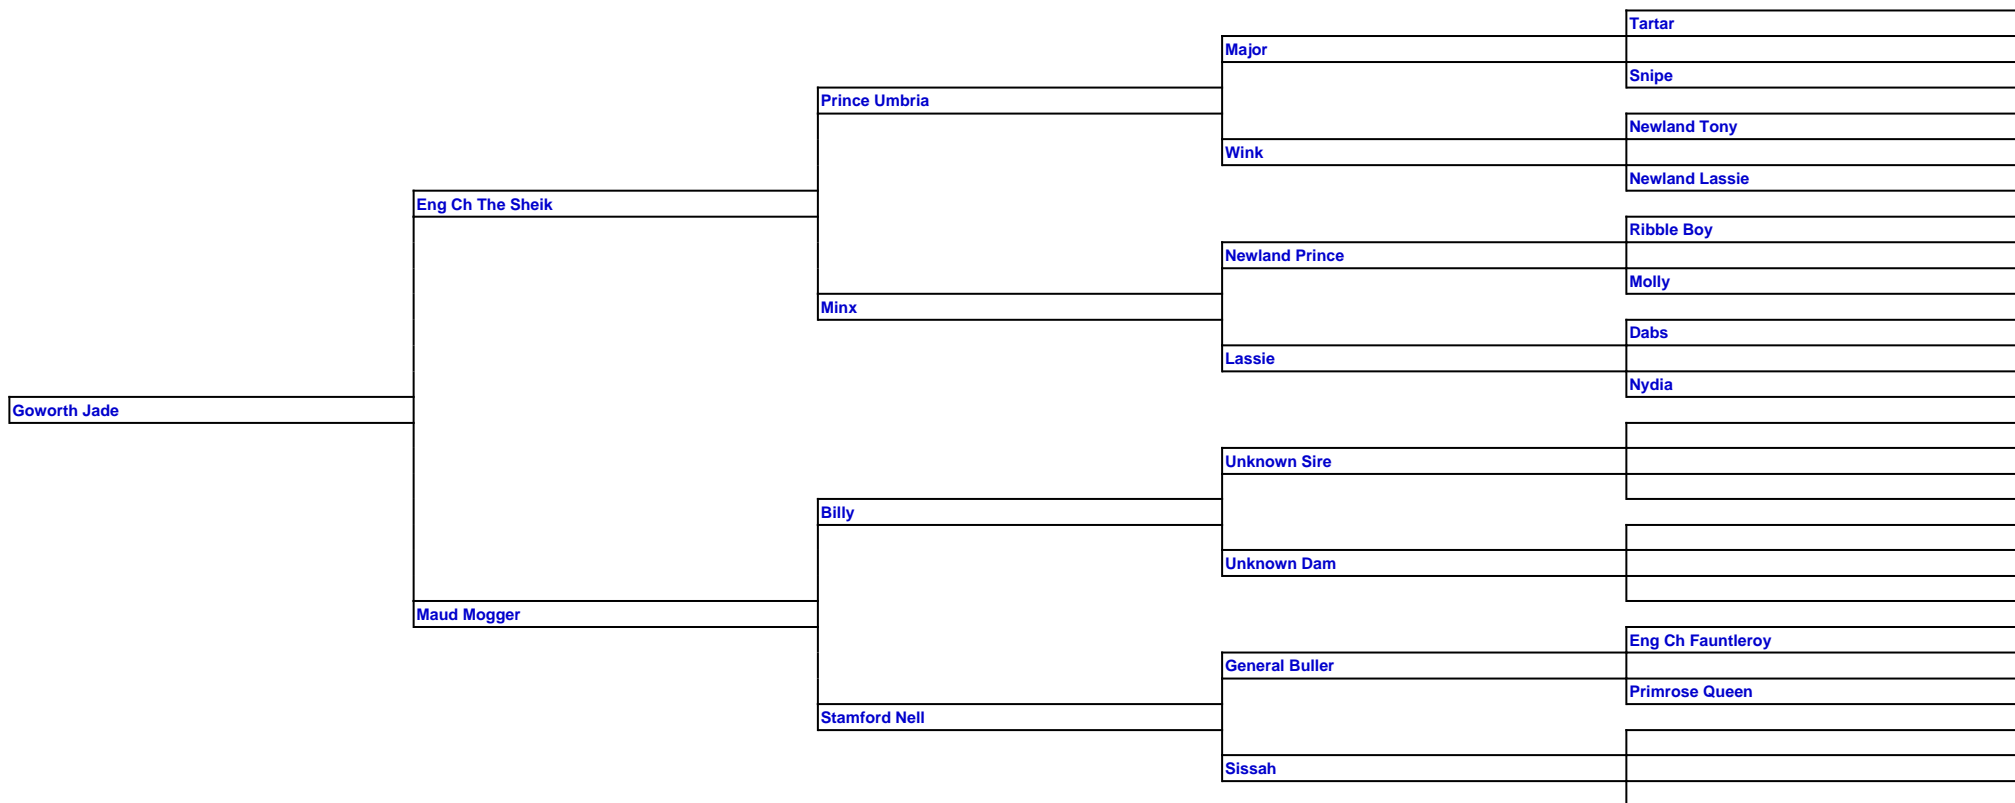 Tartar
Major
Snipe
Prince Umbria
Newland Tony
Wink
Newland Lassie
Eng Ch The Sheik
Ribble Boy
Newland Prince
Molly
Minx
Dabs
Lassie
Nydia
Goworth Jade
Unknown Sire
Billy
Unknown Dam
Maud Mogger
Eng Ch Fauntleroy
General Buller
Primrose Queen
Stamford Nell
Sissah